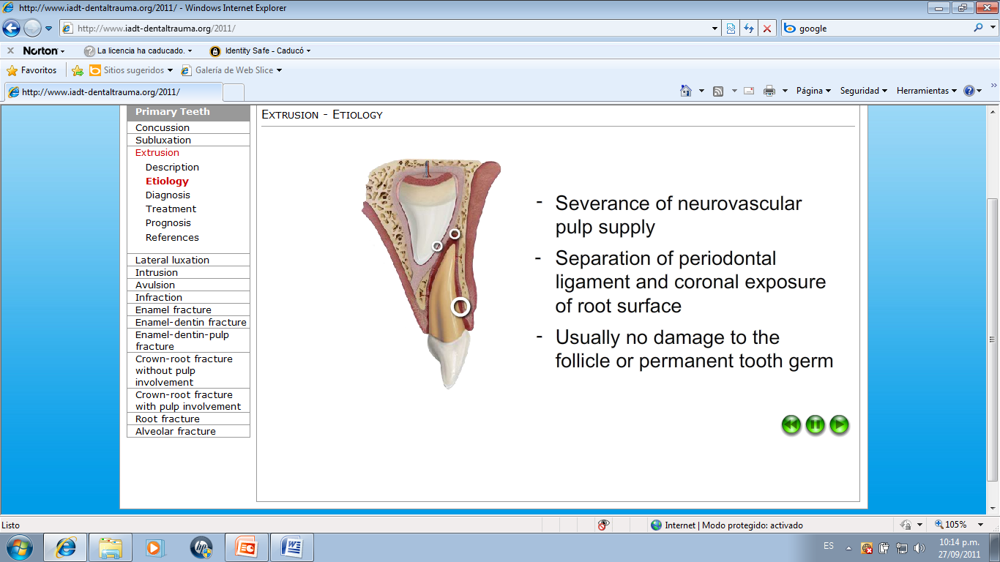 http://www.iadt-dentaltrauma.org/2011/ - Windows Internet Explorer
http://www.iadt-dentaltrauma.org/2011/
google
x Norton
La licencia ha caducado.
Identity Safe - Caducó
Favoritos
Sitios sugeridos
Galería de Web Slice
http://www.iadt-dentaltrauma.org/2011/
Página
Seguridad
Herramientas
Primary Teeth
Concussion
Subluxation
Extrusion
Description
Etiology
Diagnosis
Treatment
Prognosis
References
Lateral luxation
Intrusion
Avulsion
Infraction
Enamel fracture
Enamel-dentin fracture
Enamel-dentin-pulp
fracture
Crown-root fracture
without pulp
involvement
Crown-root fracture
with pulp involvement
Root fracture
Alveolar fracture
EXTRUSION - ETIOLOGY
- Severance of neurovascular
pulp supply
- Separation of periodontal
ligament and coronal exposure
of root surface
- Usually no damage to the
follicle or permanent tooth germ
Listo
Internet | Modo protegido: activado
105%
ES
10:14 p.m.
27/09/2011